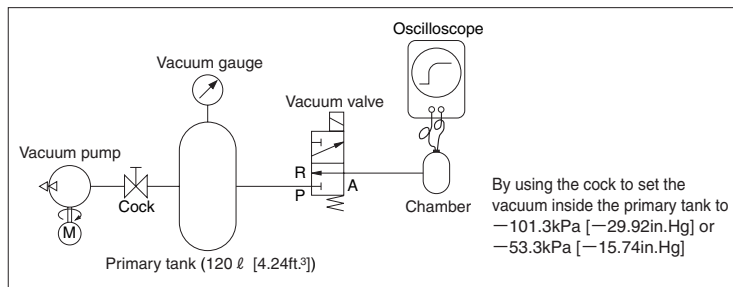 Oscilloscope
Vacuum gauge
Vacuum valve
Vacuum pump
R
P
A
Cock
M
Chamber
Primary tank (120 ℓ [4.24ft.³])
By using the cock to set the
vacuum inside the primary tank to
−101.3kPa [−29.92in.Hg] or
−53.3kPa [−15.74in.Hg]